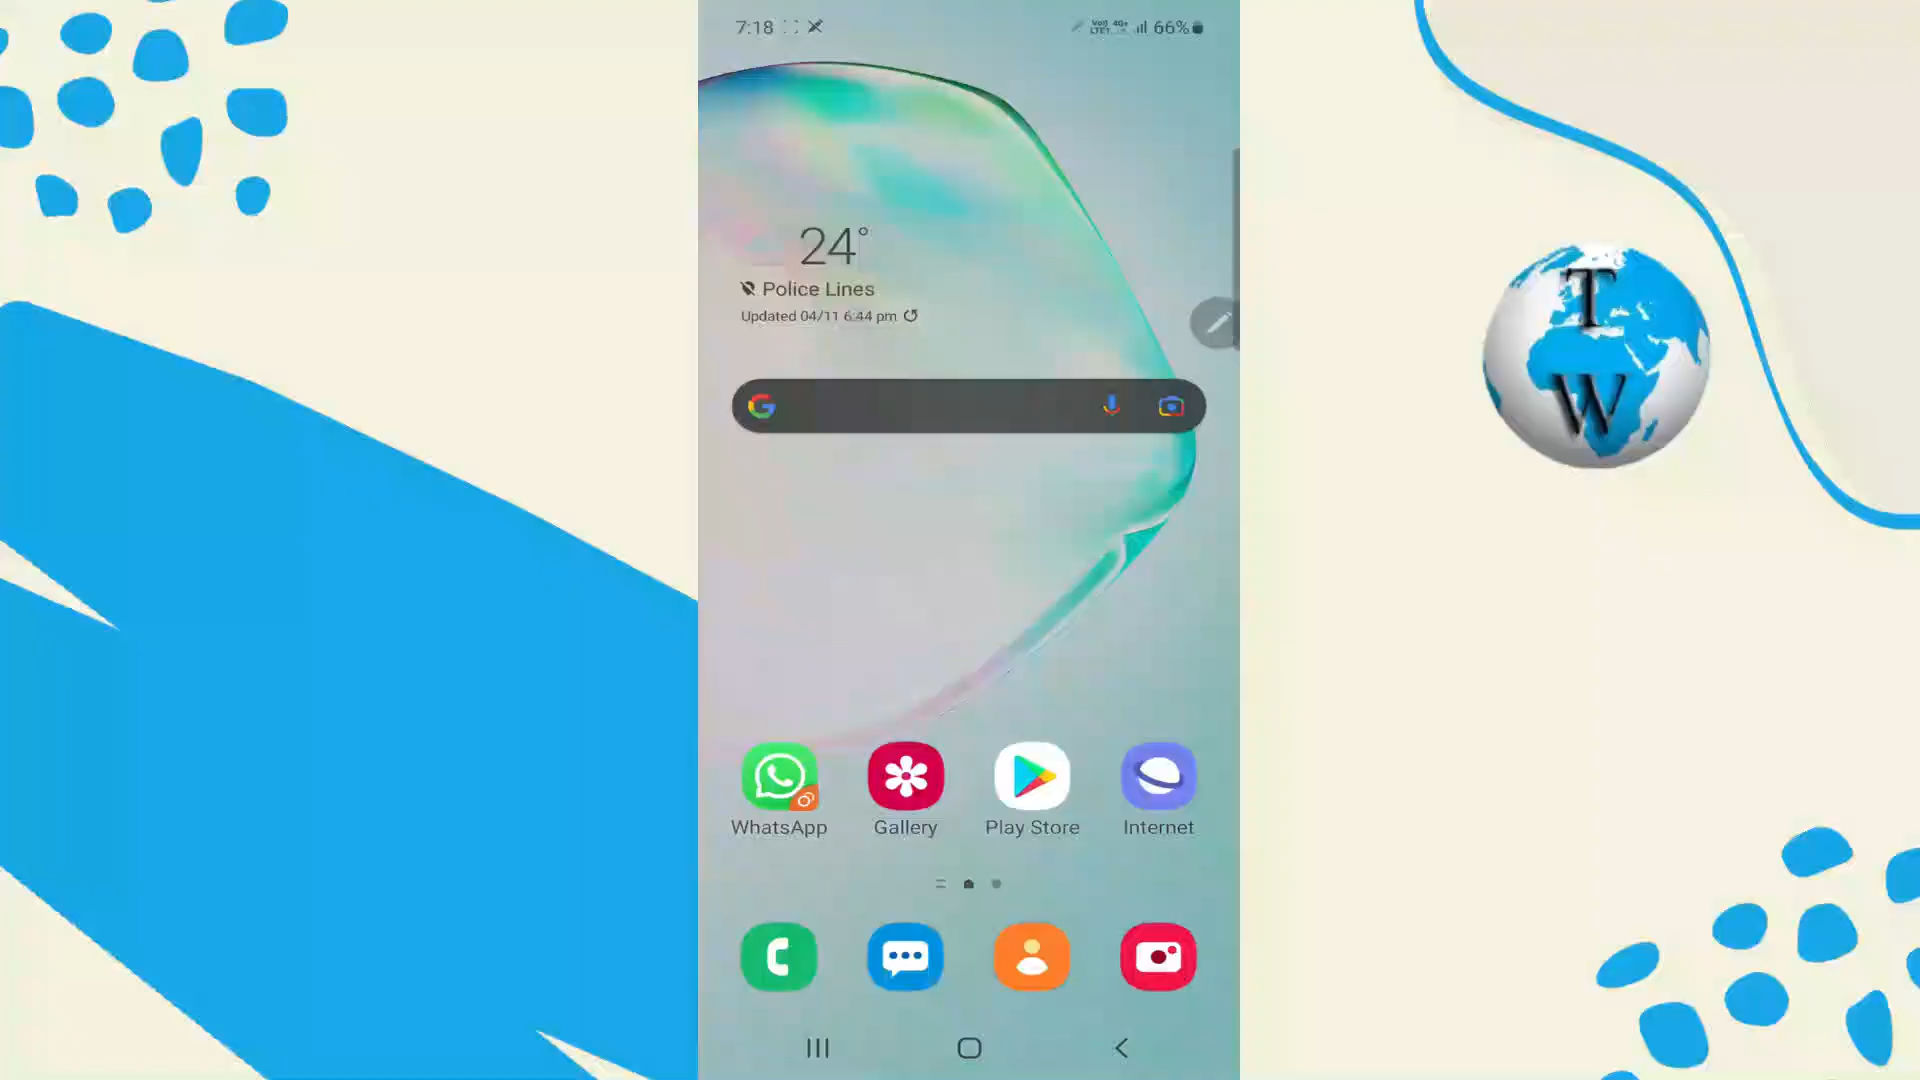 7:18
66%
24°
Police Lines
Updated 04/11 6:44 pm
WhatsApp
Gallery
Play Store
Internet
T
W